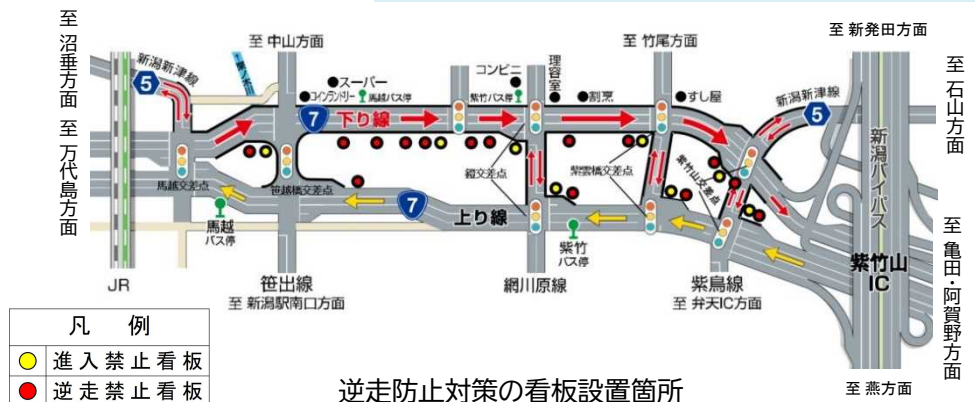 至 沼垂方面
至 万代島方面
新潟新津線
5
至 中山方面
●スーパー
●コインランドリー
馬越バス停
7
下り線
コンビニ
紫竹バス停
理容室
●割烹
至 竹尾方面
●すし屋
新潟新津線
5
至 新発田方面
至 石山方面
新潟バイパス
馬越交差点
笹越橋交差点
鐙交差点
紫雲橋交差点
紫竹山交差点
7
上り線
馬越
バス停
紫竹
バス停
紫竹山
IC
至 亀田・阿賀野方面
JR
笹出線
至 新潟駅南口方面
網川原線
紫鳥線
至 弁天IC方面
至 燕方面
凡 例
進入禁止看板
逆走禁止看板
逆走防止対策の看板設置箇所